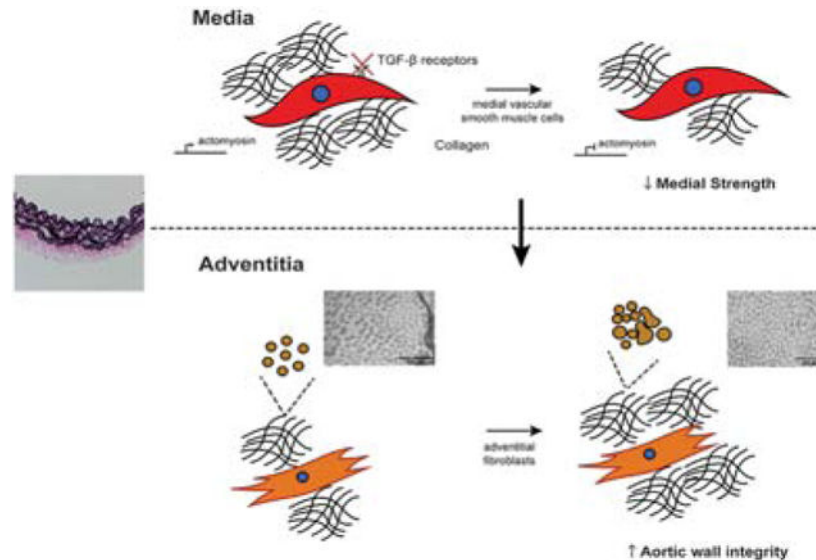 Media
TGF-β receptors
medial vascular
smooth muscle cells
actomyosin
Collagen
actomyosin
↓ Medial Strength
Adventitia
adventitial
fibroblasts
↑ Aortic wall integrity